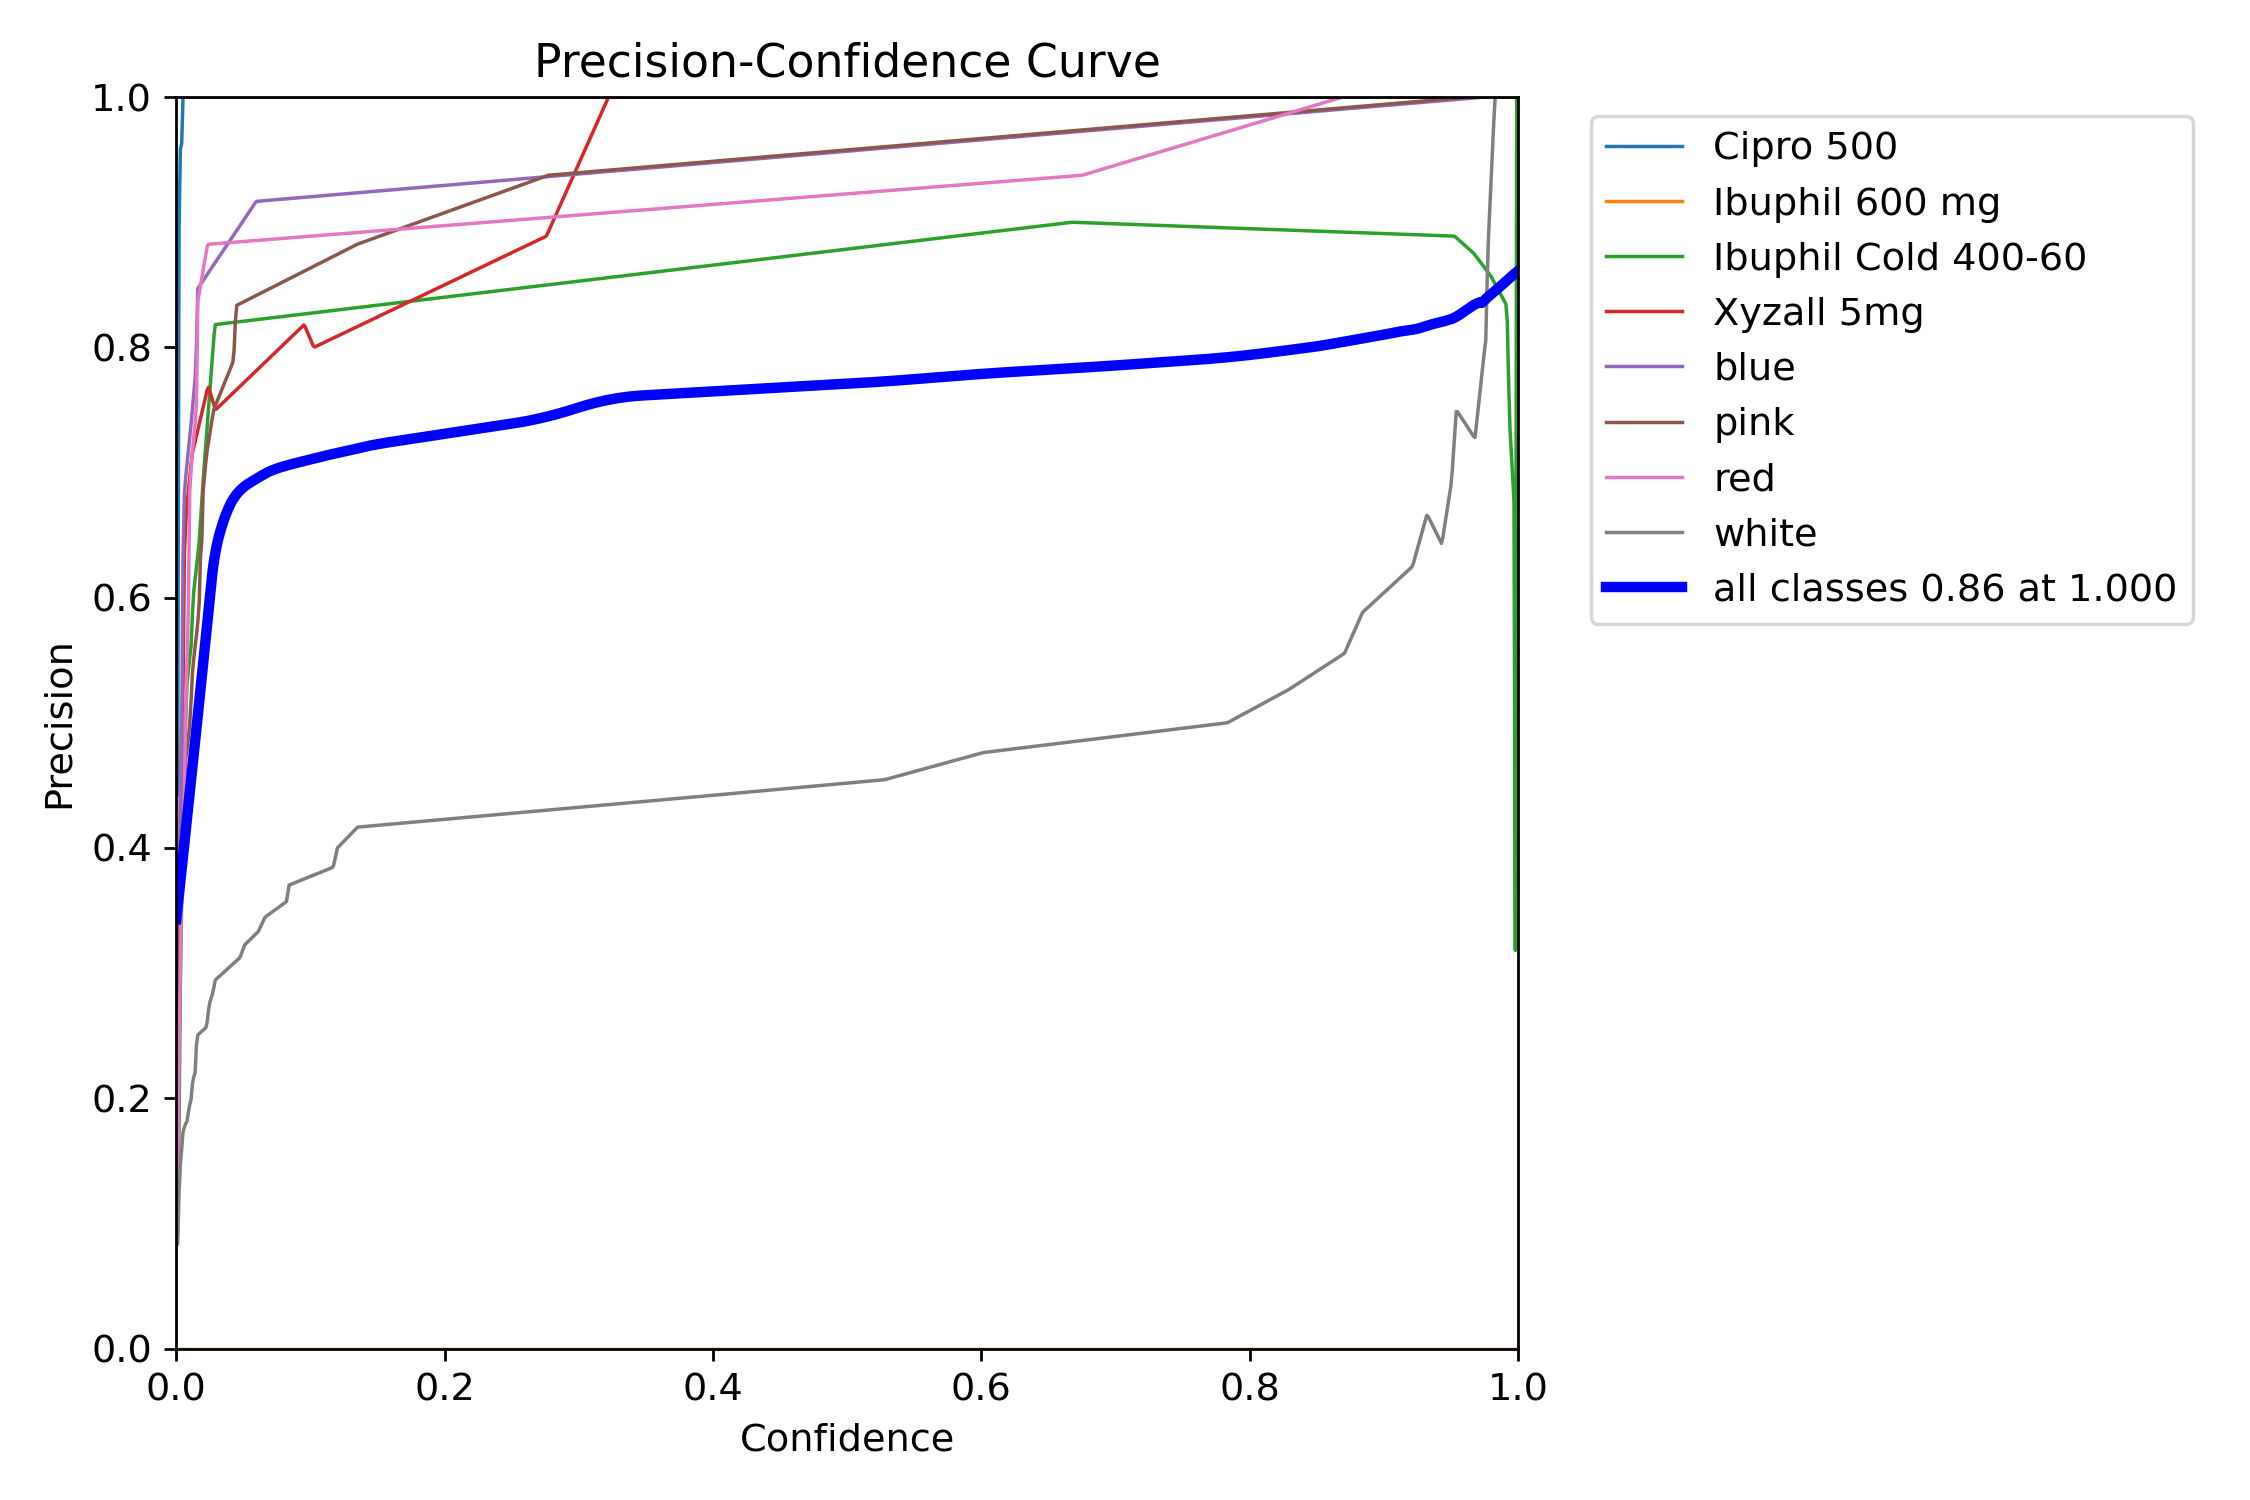 Precision-Confidence Curve
1.0
0.8
0.6
0.4
0.2
0.0
Precision
0.0 0.2 0.4 0.6 0.8 1.0
Confidence
Cipro 500
Ibuphil 600 mg
Ibuphil Cold 400-60
Xyzall 5mg
blue
pink
red
white
all classes 0.86 at 1.000